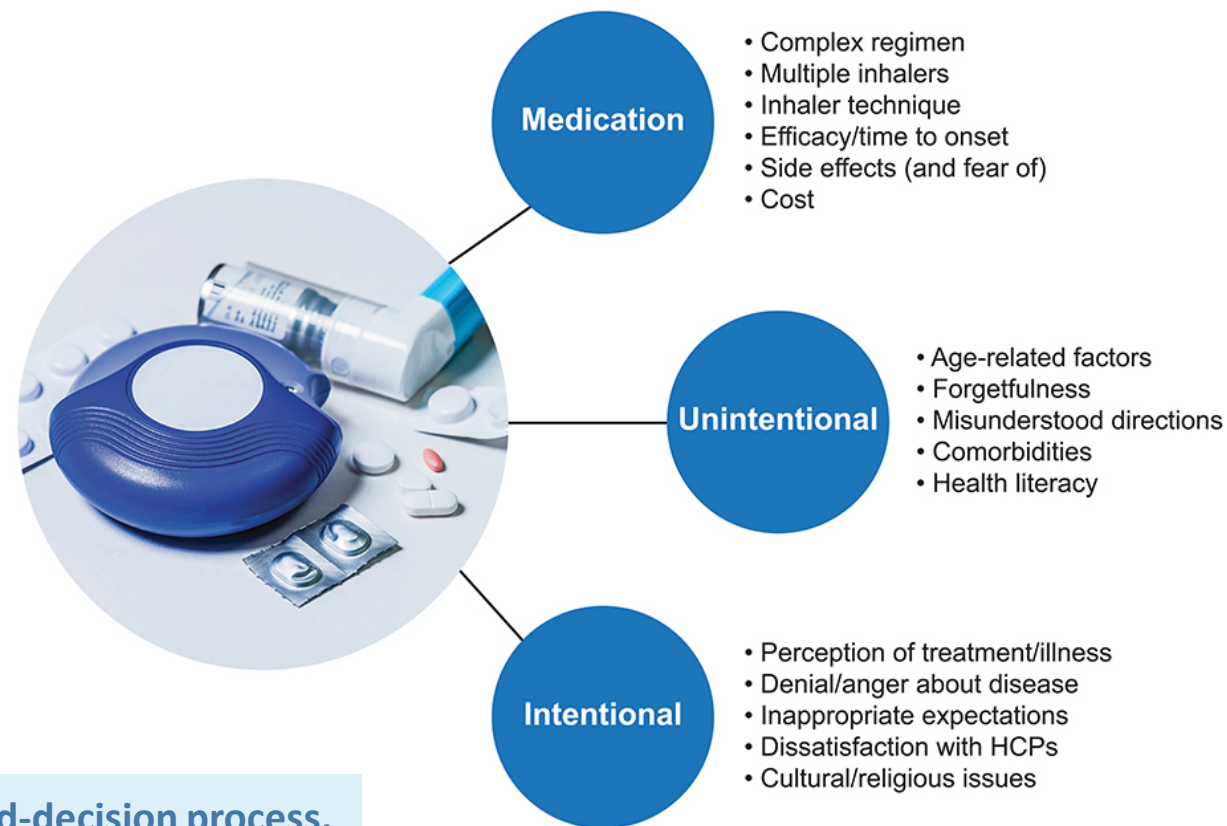 Medication
• Complex regimen
• Multiple inhalers
• Inhaler technique
• Efficacy/time to onset
• Side effects (and fear of)
• Cost
Unintentional
• Age-related factors
• Forgetfulness
• Misunderstood directions
• Comorbidities
• Health literacy
Intentional
• Perception of treatment/illness
• Denial/anger about disease
• Inappropriate expectations
• Dissatisfaction with HCPs
• Cultural/religious issues
d-decision process.